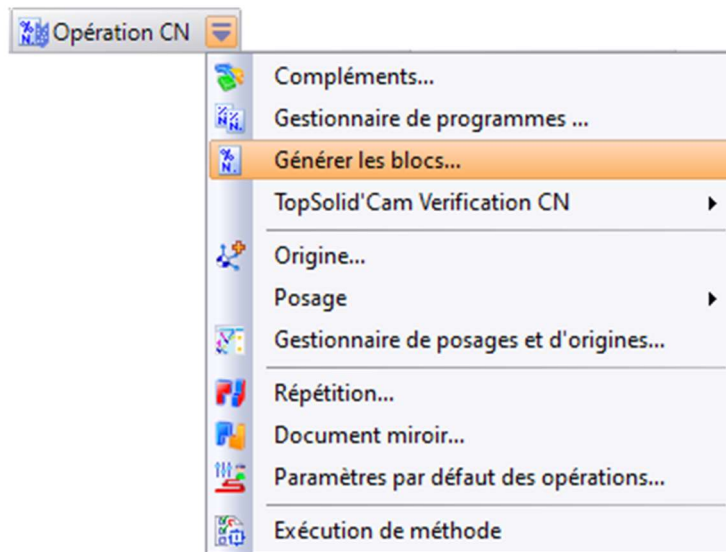 Opération CN
Compléments...
Gestionnaire de programmes ...
Générer les blocs...
TopSolid'Cam Verification CN
Origine...
Posage
Gestionnaire de posages et d'origines...
Répétition...
Document miroir...
Paramètres par défaut des opérations...
Exécution de méthode